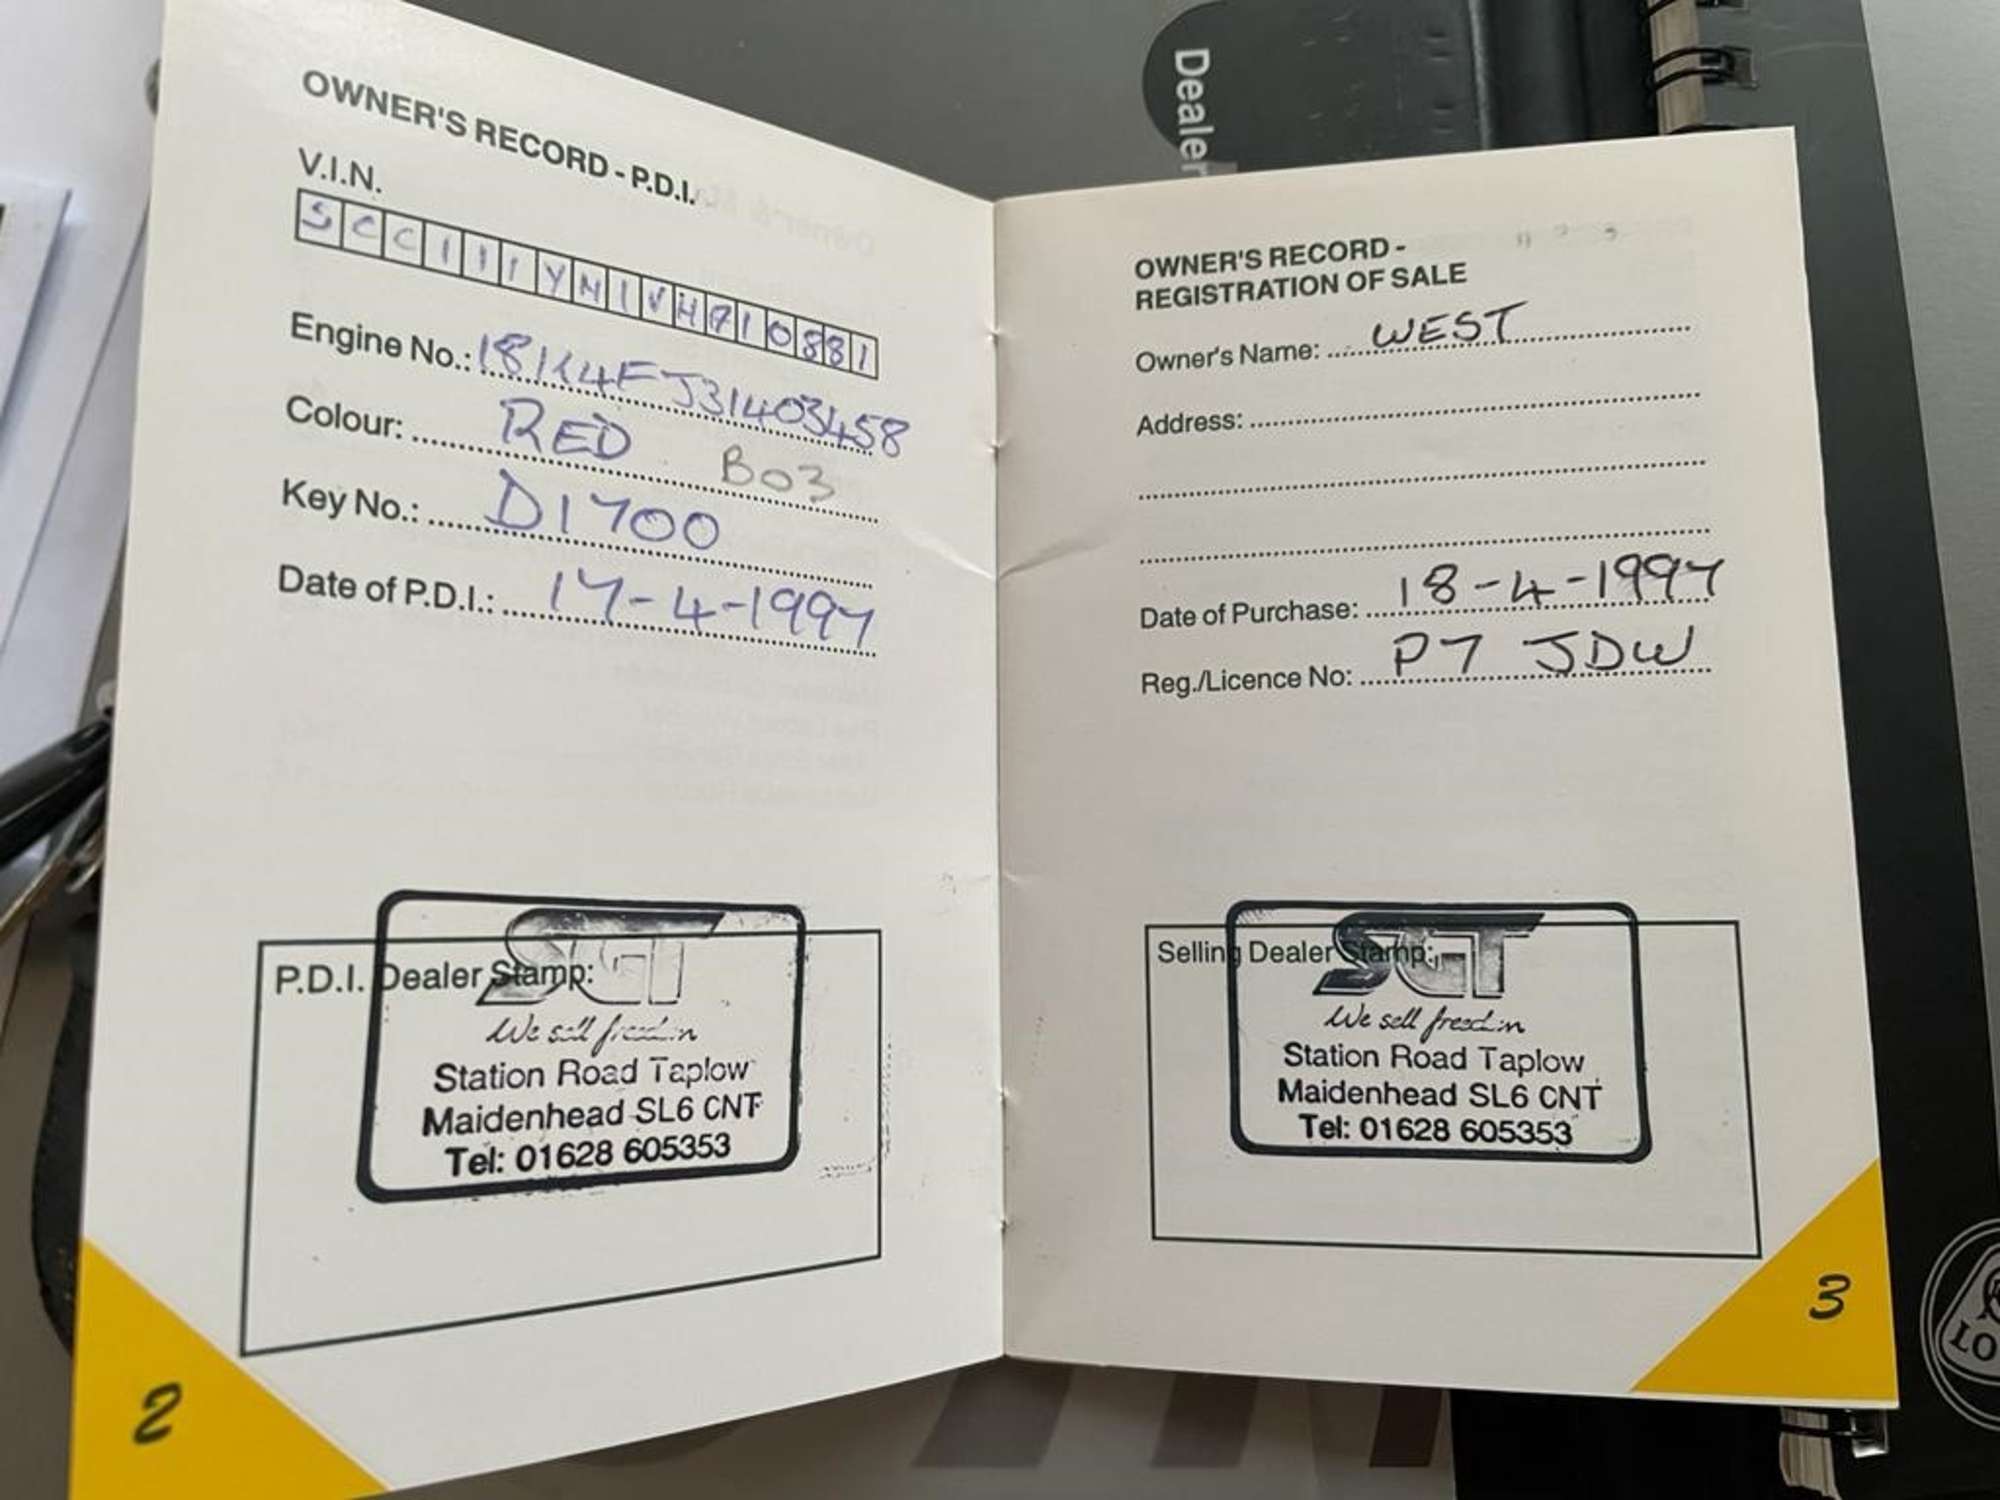 OWNER'S RECORD - P.D.I.
V.I.N.
SCC111YN1VHA10881
Engine No.: 18K4FJ31403458
Colour: RED B03
Key No.: D1700
Date of P.D.I.: 17-4-1997
P.D.I. Dealer Stamp:
SGT
We sell freedom
Station Road Taplow
Maidenhead SL6 CNT
Tel: 01628 605353
2
Dealer
OWNER'S RECORD -
REGISTRATION OF SALE
Owner's Name: WEST
Address:
Date of Purchase: 18-4-1997
Reg./Licence No: P7 JDW
Selling Dealer Stamp:
SGT
We sell freedom
Station Road Taplow
Maidenhead SL6 CNT
Tel: 01628 605353
3
LO